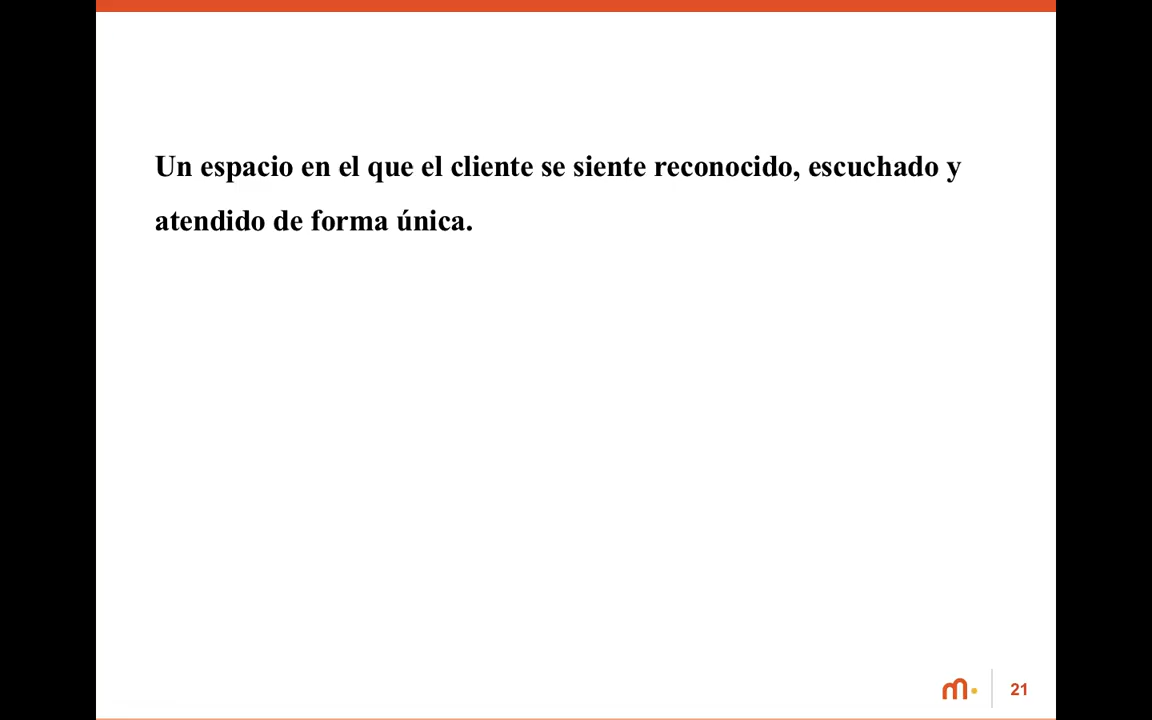 Un espacio en el que el cliente se siente reconocido, escuchado y
atendido de forma única.
m.
21